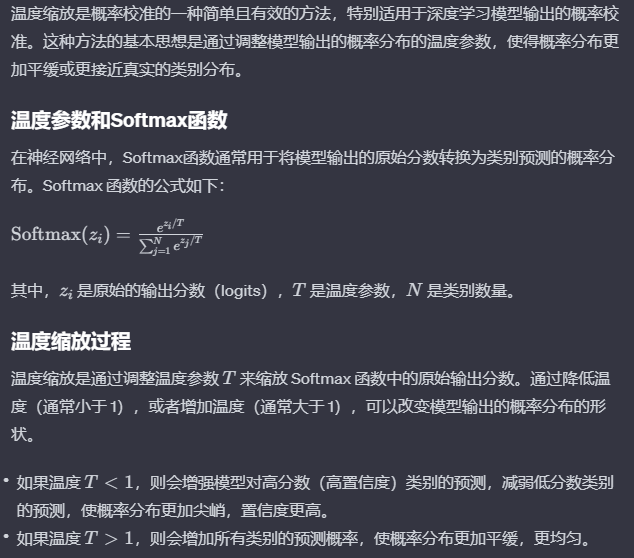 温度缩放是概率校准的一种简单且有效的方法，特别适用于深度学习模型输出的概率校
准。这种方法的基本思想是通过调整模型输出的概率分布的温度参数，使得概率分布更
加平缓或更接近真实的类别分布。
温度参数和Softmax函数
在神经网络中，Softmax函数通常用于将模型输出的原始分数转换为类别预测的概率分
布。Softmax 函数的公式如下：
Softmax(z_i) = \frac{e^{z_i/T}}{\sum_{j=1}^{N} e^{z_j/T}}
其中，z_i 是原始的输出分数（logits），T 是温度参数，N 是类别数量。
温度缩放过程
温度缩放是通过调整温度参数 T 来缩放 Softmax 函数中的原始输出分数。通过降低温
度（通常小于 1），或者增加温度（通常大于 1），可以改变模型输出的概率分布的形
状。
• 如果温度 T < 1，则会增强模型对高分数（高置信度）类别的预测，减弱低分数类别
的预测，使概率分布更加尖峭，置信度更高。
• 如果温度 T > 1，则会增加所有类别的预测概率，使概率分布更加平缓，更均匀。